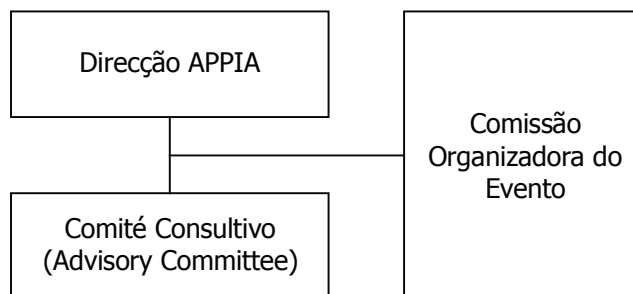 Direcção APPIA
Comité Consultivo
(Advisory Committee)
Comissão
Organizadora do
Evento